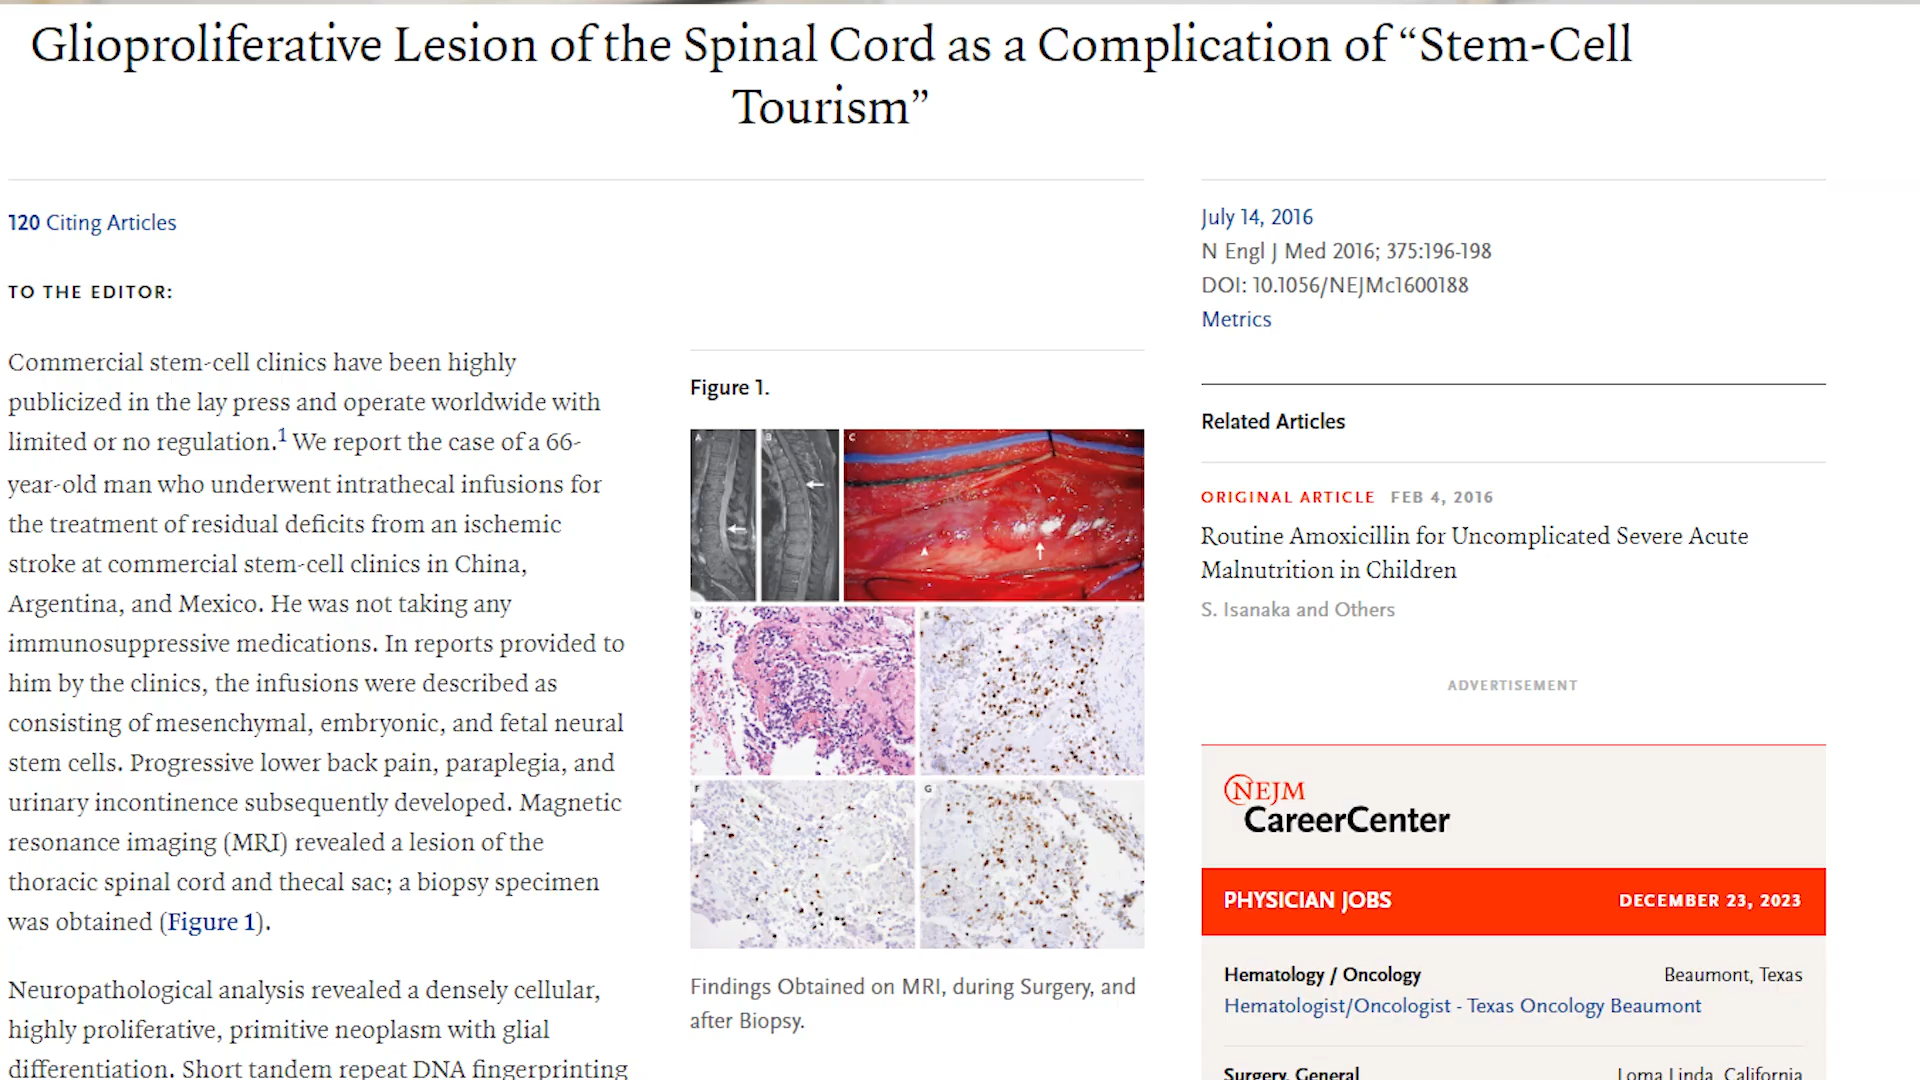 Glioproliferative Lesion of the Spinal Cord as a Complication of “Stem-Cell
Tourism”
120 Citing Articles
TO THE EDITOR:
Commercial stem-cell clinics have been highly
publicized in the lay press and operate worldwide with
limited or no regulation.1 We report the case of a 66-
year-old man who underwent intrathecal infusions for
the treatment of residual deficits from an ischemic
stroke at commercial stem-cell clinics in China,
Argentina, and Mexico. He was not taking any
immunosuppressive medications. In reports provided to
him by the clinics, the infusions were described as
consisting of mesenchymal, embryonic, and fetal neural
stem cells. Progressive lower back pain, paraplegia, and
urinary incontinence subsequently developed. Magnetic
resonance imaging (MRI) revealed a lesion of the
thoracic spinal cord and thecal sac; a biopsy specimen
was obtained (Figure 1).
Neuropathological analysis revealed a densely cellular,
highly proliferative, primitive neoplasm with glial
differentiation. Short tandem repeat DNA fingerprinting
Figure 1.
A
B
C
D
E
F
G
Findings Obtained on MRI, during Surgery, and
after Biopsy.
July 14, 2016
N Engl J Med 2016; 375:196-198
DOI: 10.1056/NEJMc1600188
Metrics
Related Articles
ORIGINAL ARTICLE FEB 4, 2016
Routine Amoxicillin for Uncomplicated Severe Acute
Malnutrition in Children
S. Isanaka and Others
ADVERTISEMENT
NEJM
CareerCenter
PHYSICIAN JOBS DECEMBER 23, 2023
Hematology / Oncology Beaumont, Texas
Hematologist/Oncologist - Texas Oncology Beaumont
Surgery, General Loma Linda, California